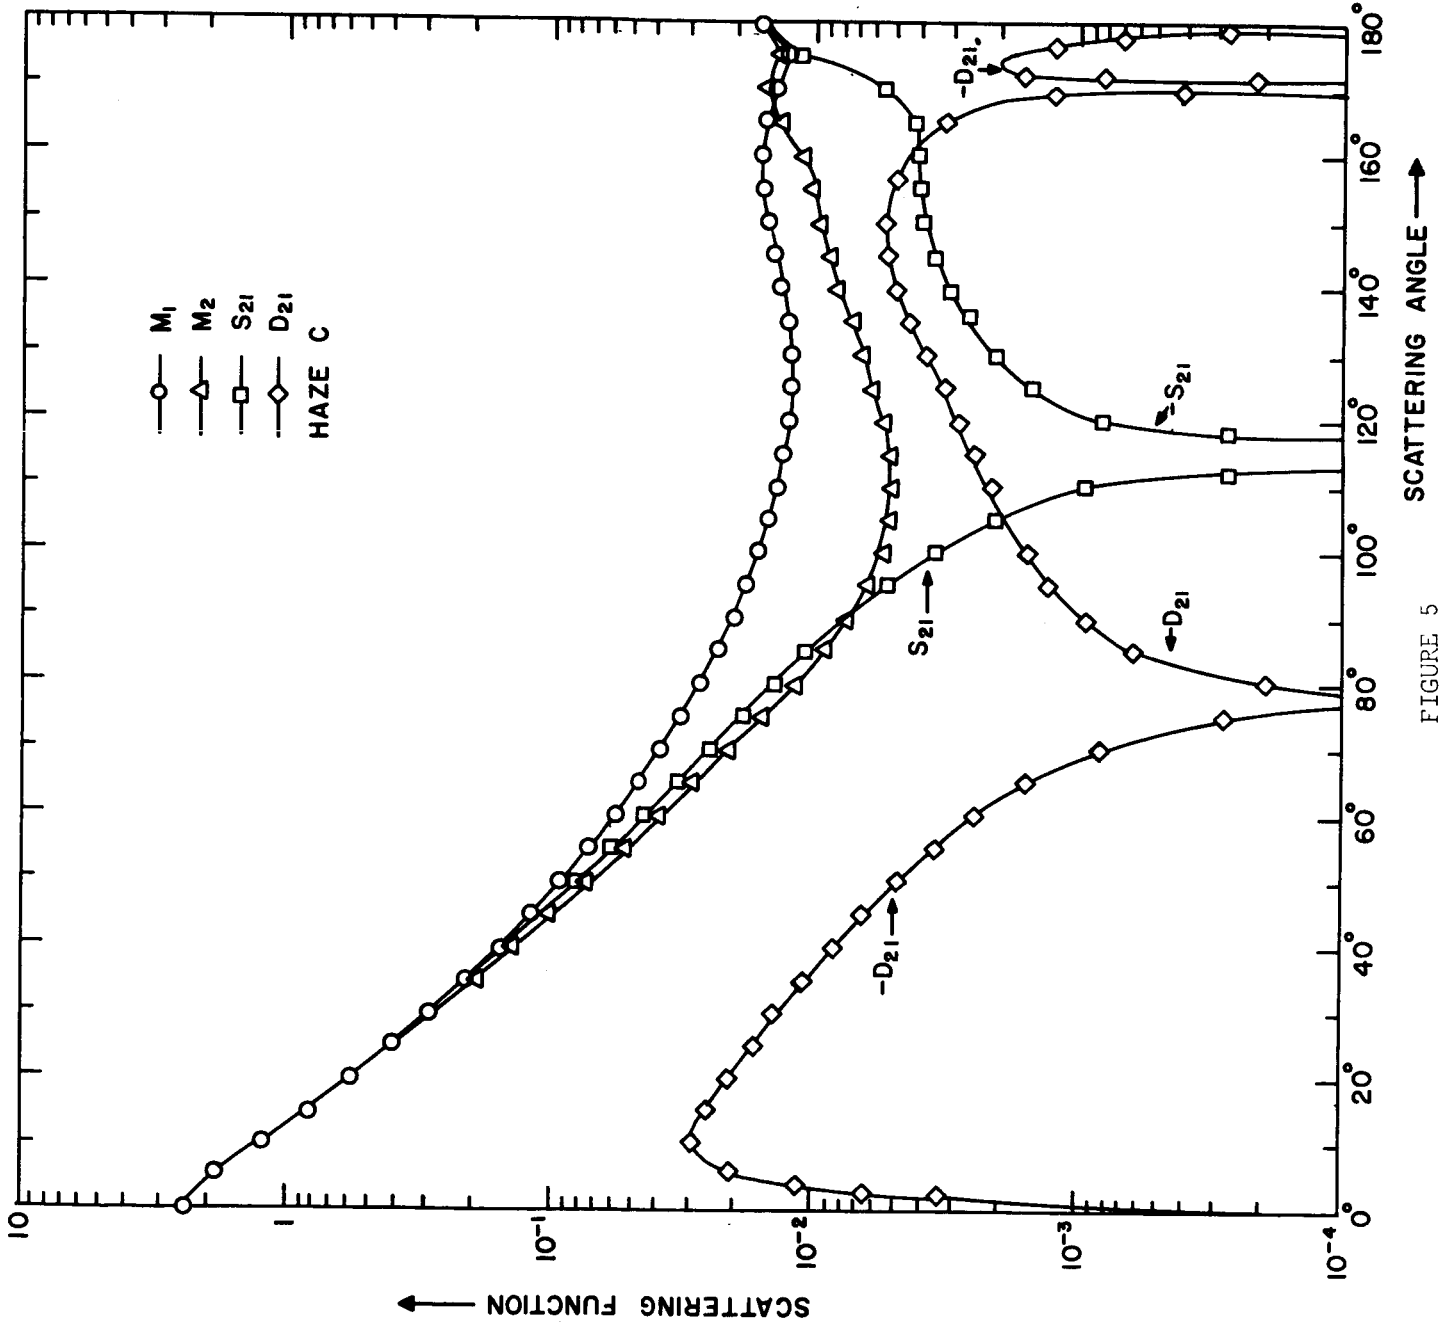 SCATTERING FUNCTION
10
1
10⁻¹
10⁻²
10⁻³
10⁻⁴
M₁
M₂
S₂₁
D₂₁
HAZE C
-D₂₁
S₂₁
-D₂₁
-S₂₁
-D₂₁.
0° 20° 40° 60° 80° 100° 120° 140° 160° 180°
SCATTERING ANGLE
FIGURE 5